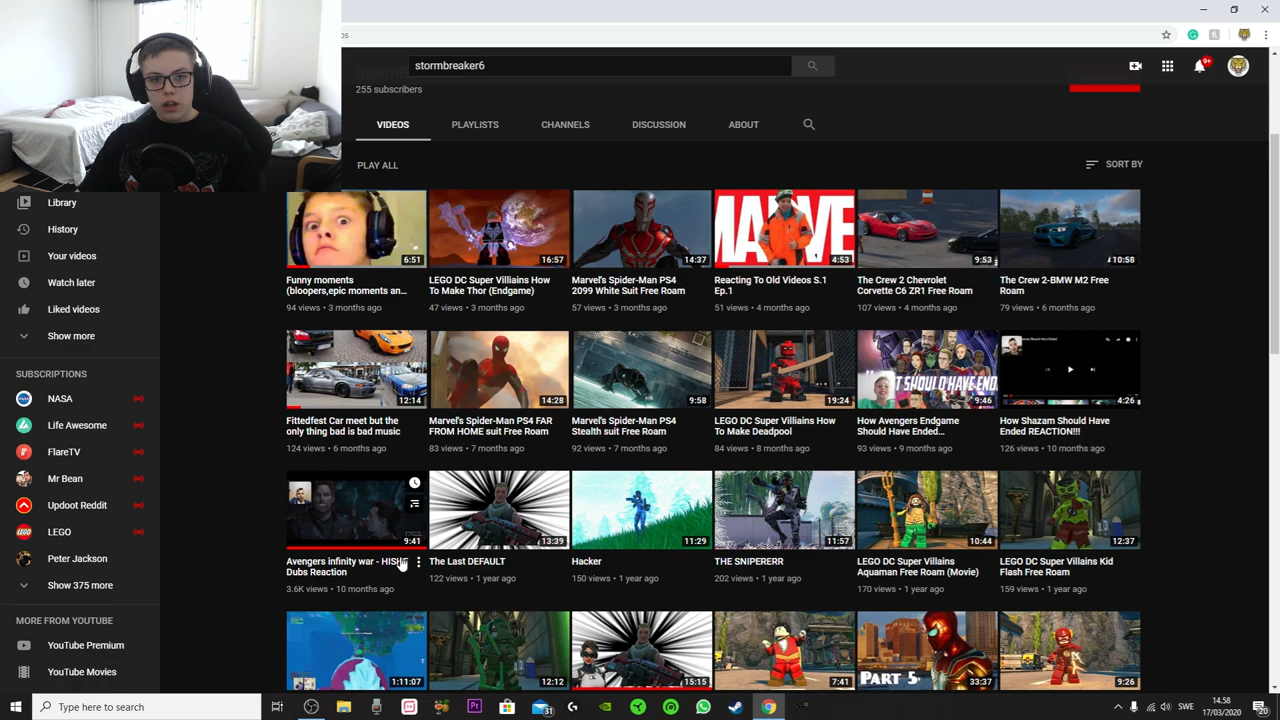 os
stormbreaker6
9+
255 subscribers
VIDEOS
PLAYLISTS
CHANNELS
DISCUSSION
ABOUT
PLAY ALL
SORT BY
Library
History
Your videos
Watch later
Liked videos
Show more
SUBSCRIPTIONS
NASA
Life Awesome
FlareTV
Mr Bean
Updoot Reddit
LEGO
Peter Jackson
Show 375 more
MORE FROM YOUTUBE
YouTube Premium
YouTube Movies
6:51
Funny moments
(bloopers,epic moments an...
94 views • 3 months ago
16:57
LEGO DC Super Villains How
To Make Thor (Endgame)
47 views • 3 months ago
14:37
Marvel's Spider-Man PS4
2099 White Suit Free Roam
57 views • 3 months ago
MARVE
4:53
Reacting To Old Videos S.1
Ep.1
51 views • 4 months ago
9:53
The Crew 2 Chevrolet
Corvette C6 ZR1 Free Roam
107 views • 4 months ago
10:58
The Crew 2-BMW M2 Free
Roam
79 views • 6 months ago
12:14
Fittedfest Car meet but the
only thing bad is bad music
124 views • 6 months ago
14:28
Marvel's Spider-Man PS4 FAR
FROM HOME suit Free Roam
83 views • 7 months ago
9:58
Marvel's Spider-Man PS4
Stealth suit Free Roam
92 views • 7 months ago
19:24
LEGO DC Super Villains How
To Make Deadpool
84 views • 8 months ago
T SHOULD HAVE END
9:46
How Avengers Endgame
Should Have Ended...
93 views • 9 months ago
4:26
How Shazam Should Have
Ended REACTION!!!
126 views • 10 months ago
9:41
Avengers infinity war - HISHE
Dubs Reaction
3.6K views • 10 months ago
13:39
The Last DEFAULT
122 views • 1 year ago
11:29
Hacker
150 views • 1 year ago
11:57
THE SNIPERERR
202 views • 1 year ago
10:44
LEGO DC Super Villains
Aquaman Free Roam (Movie)
170 views • 1 year ago
12:37
LEGO DC Super Villains Kid
Flash Free Roam
159 views • 1 year ago
1:11:07
12:12
15:15
7:41
PART 5
33:37
9:26
Type here to search
Pr
31
SWE
14.58
17/03/2020
20